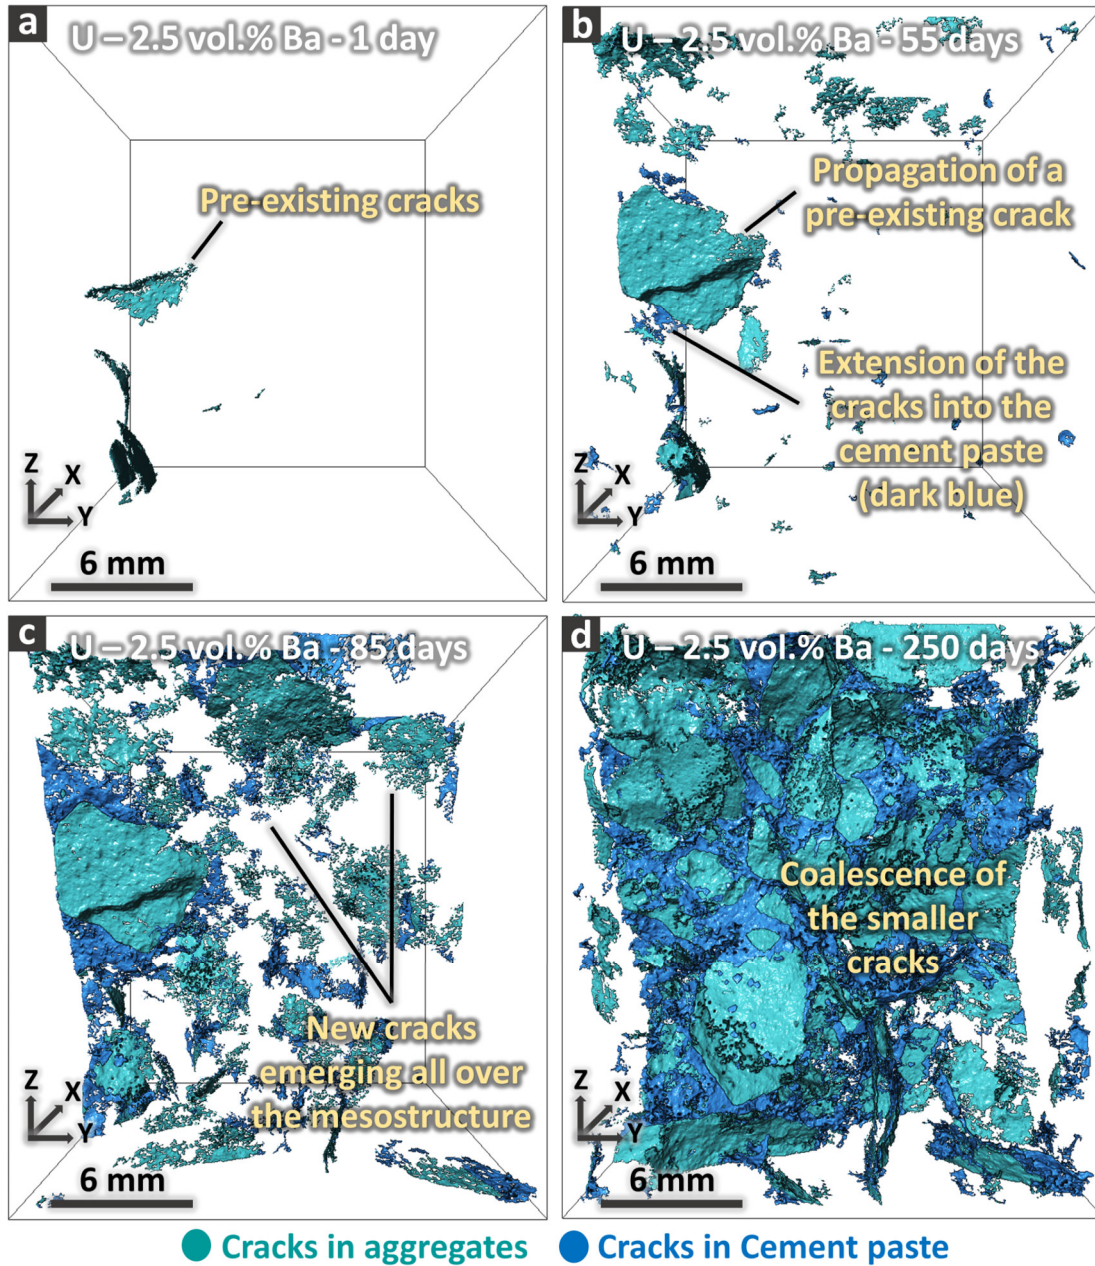 a
U – 2.5 vol.% Ba - 1 day
Pre-existing cracks
Z
X
Y
6 mm
b
U – 2.5 vol.% Ba - 55 days
Propagation of a
pre-existing crack
Extension of the
cracks into the
cement paste
(dark blue)
Z
X
Y
6 mm
c
U – 2.5 vol.% Ba - 85 days
New cracks
emerging all over
the mesostructure
Z
X
Y
6 mm
d
U – 2.5 vol.% Ba - 250 days
Coalescence of
the smaller
cracks
Z
X
Y
6 mm
Cracks in aggregates
Cracks in Cement paste